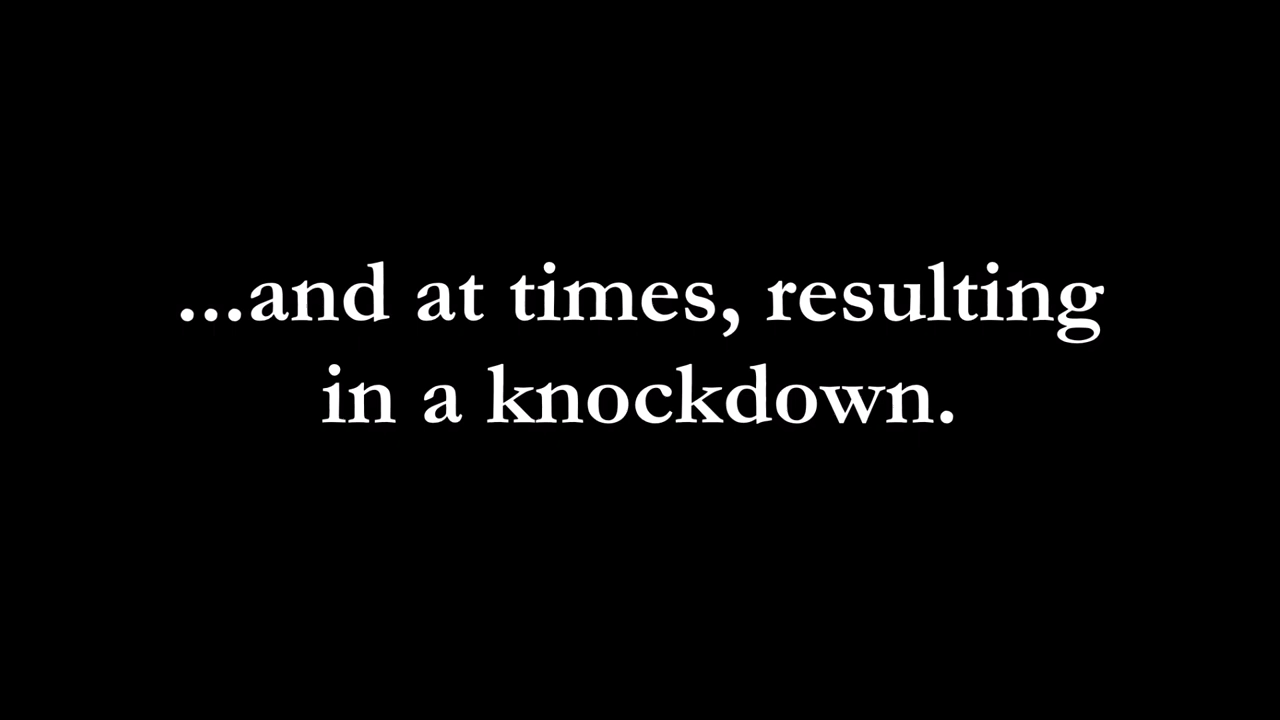 ...and at times, resulting
in a knockdown.